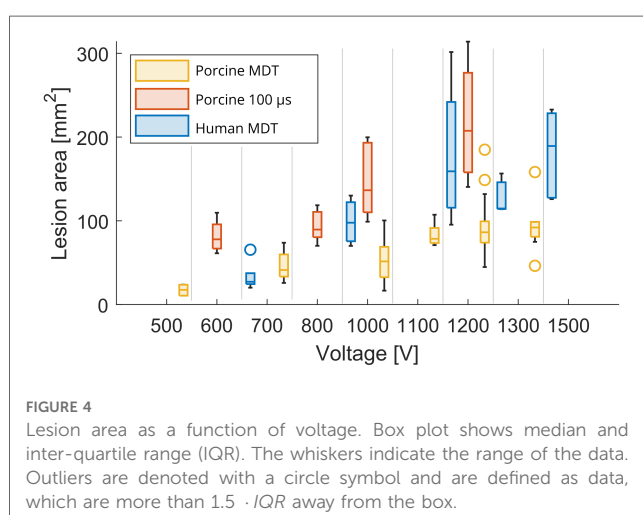 300
200
100
0
Lesion area [mm²]
Porcine MDT
Porcine 100 µs
Human MDT
500 600 700 800 1000 1100 1200 1300 1500
Voltage [V]
FIGURE 4
Lesion area as a function of voltage. Box plot shows median and
inter-quartile range (IQR). The whiskers indicate the range of the data.
Outliers are denoted with a circle symbol and are defined as data,
which are more than 1.5 · IQR away from the box.